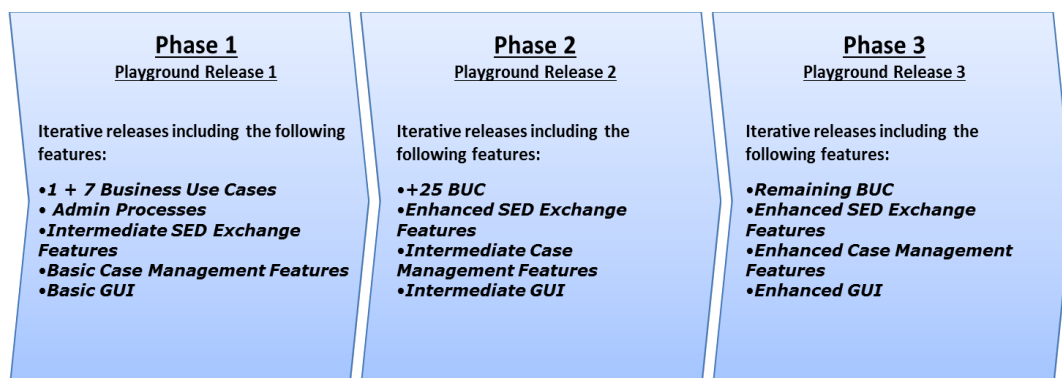 Phase 1
Playground Release 1
Iterative releases including the following
features:
•1 + 7 Business Use Cases
• Admin Processes
•Intermediate SED Exchange
Features
•Basic Case Management Features
•Basic GUI
Phase 2
Playground Release 2
Iterative releases including the
following features:
•+25 BUC
•Enhanced SED Exchange
Features
•Intermediate Case
Management Features
•Intermediate GUI
Phase 3
Playground Release 3
Iterative releases including the
following features:
•Remaining BUC
•Enhanced SED Exchange
Features
•Enhanced Case Management
Features
•Enhanced GUI